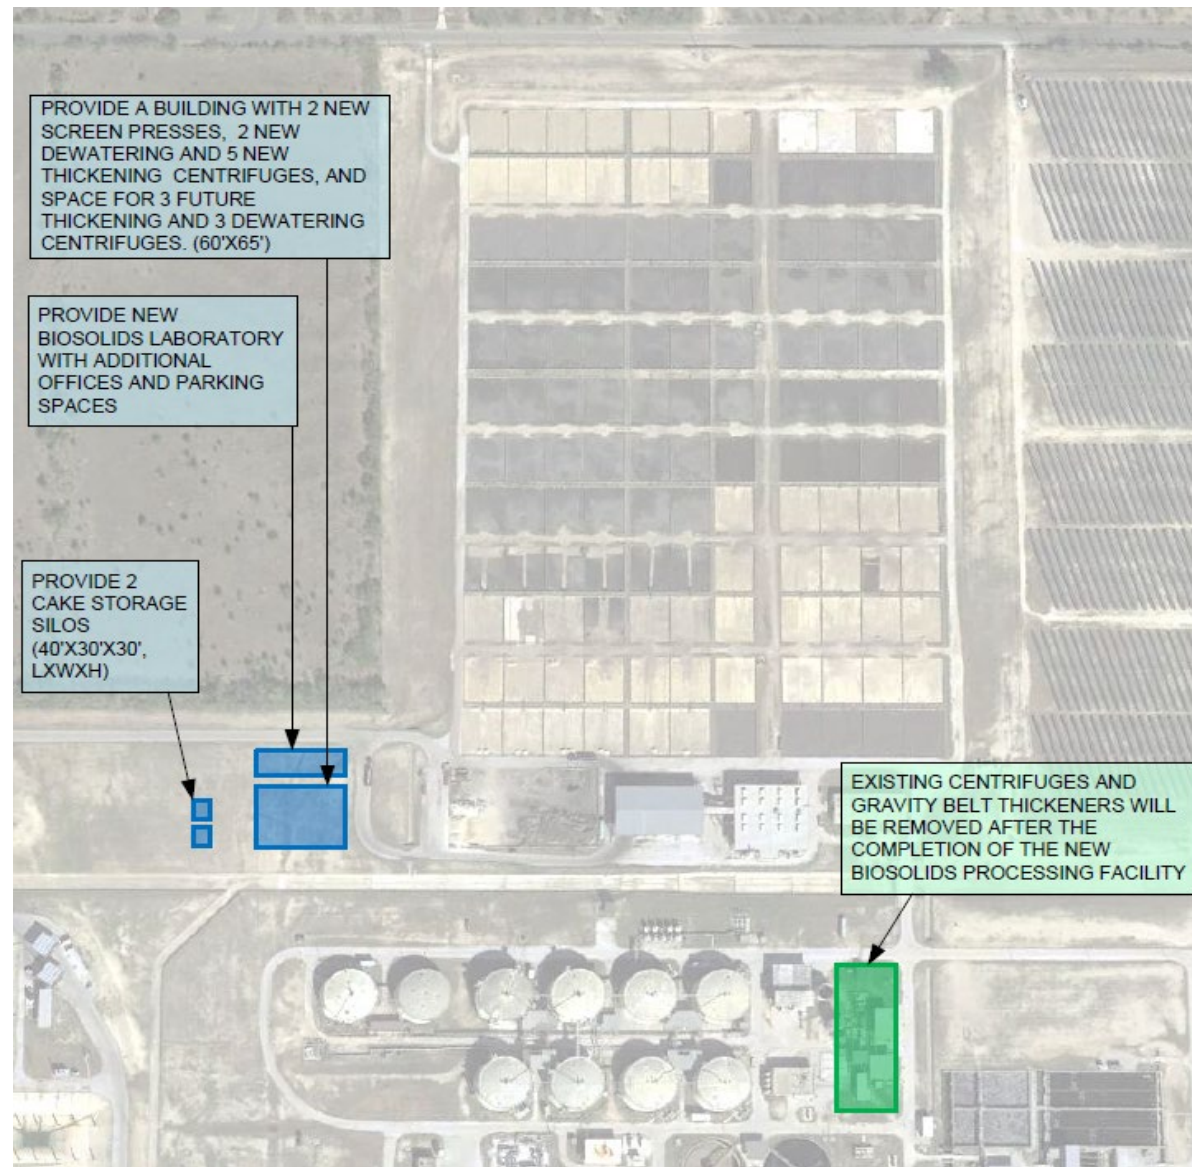 PROVIDE A BUILDING WITH 2 NEW
SCREEN PRESSES, 2 NEW
DEWATERING AND 5 NEW
THICKENING CENTRIFUGES, AND
SPACE FOR 3 FUTURE
THICKENING AND 3 DEWATERING
CENTRIFUGES. (60'X65')
PROVIDE NEW
BIOSOLIDS LABORATORY
WITH ADDITIONAL
OFFICES AND PARKING
SPACES
PROVIDE 2
CAKE STORAGE
SILOS
(40'X30'X30',
LXWXH)
EXISTING CENTRIFUGES AND
GRAVITY BELT THICKENERS WILL
BE REMOVED AFTER THE
COMPLETION OF THE NEW
BIOSOLIDS PROCESSING FACILITY